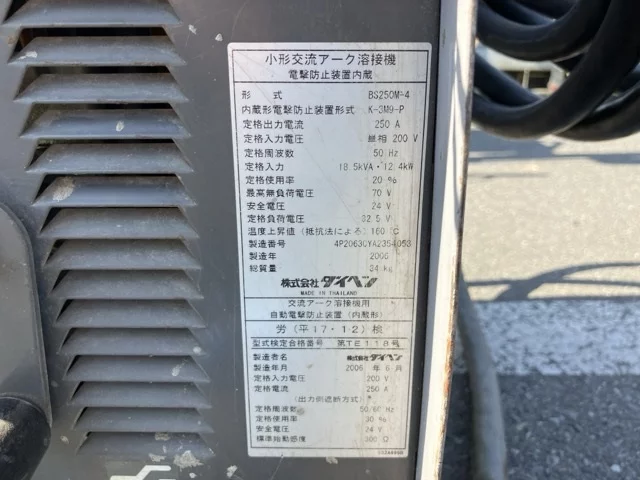 小形交流アーク溶接機
電撃防止装置内蔵
形 式 BS250M-4
内蔵形電撃防止装置形式 K-3M9-P
定格出力電流 250 A
定格入力電圧 単相 200 V
定格周波数 50 Hz
定格入力 18.5kVA・12.4kW
定格使用率 20 %
最高無負荷電圧 70 V
安全電圧 24 V
定格負荷電圧 32.5 V
温度上昇値 (抵抗法による) 160 ℃
製造番号
製造年 2006
総質量 34 kg
株式会社 ダイヘン
MADE IN THAILAND
交流アーク溶接機用
自動電撃防止装置 (内蔵形)
労 (平17・12) 検
型式検定合格番号 第TE118号
製造者名 株式会社 ダイヘン
製造年月 2006 年 6 月
定格入力電圧 200 V
定格電流 250 A
(出力側遮断方式)
定格周波数 50/60 Hz
定格使用率 30 %
安全電圧 24 V
標準始動感度 300 Ω